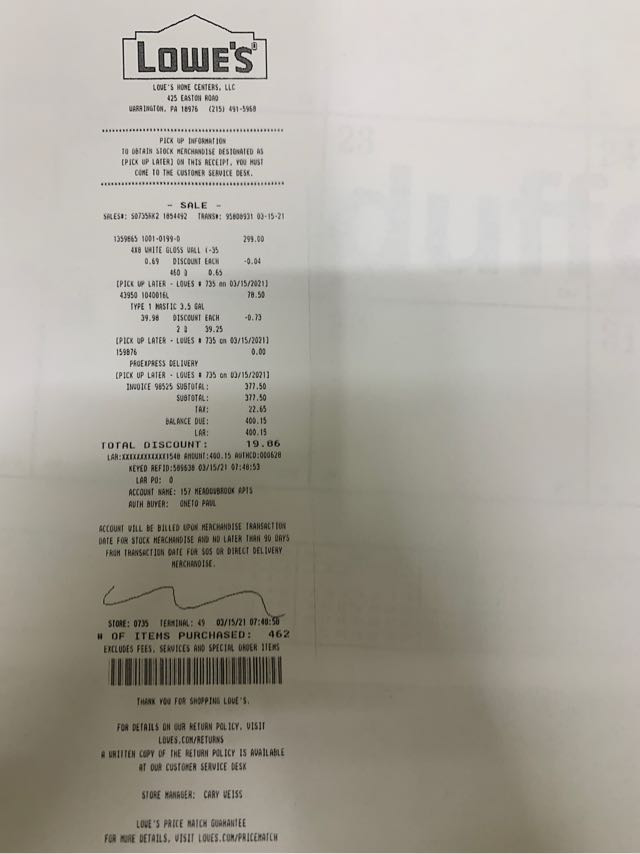 LOWE'S®
LOWE'S HOME CENTERS, LLC
425 EASTON ROAD
WARRINGTON, PA 18976 (215) 491-5968
PICK UP INFORMATION
TO OBTAIN STOCK MERCHANDISE DESIGNATED AS
[PICK UP LATER] ON THIS RECEIPT, YOU MUST
COME TO THE CUSTOMER SERVICE DESK.
- SALE -
SALES#: S0735RK2 1854492 TRANS#: 95808931 03-15-21
1359865 1001-0199-0 299.00
4X8 WHITE GLOSS WALL (-35
0.69 DISCOUNT EACH -0.04
460 @ 0.65
[PICK UP LATER - LOWES # 735 on 03/15/2021]
43950 1040016L 78.50
TYPE 1 MASTIC 3.5 GAL
39.98 DISCOUNT EACH -0.73
2 @ 39.25
[PICK UP LATER - LOWES # 735 on 03/15/2021]
159876 0.00
PROEXPRESS DELIVERY
[PICK UP LATER - LOWES # 735 on 03/15/2021]
INVOICE 98525 SUBTOTAL: 377.50
SUBTOTAL: 377.50
TAX: 22.65
BALANCE DUE: 400.15
LAR: 400.15
TOTAL DISCOUNT: 19.86
LAR:XXXXXXXXXXXX1548 AMOUNT:400.15 AUTHCD:000628
KEYED REFID:589638 03/15/21 07:40:53
LAR PO: 0
ACCOUNT NAME: 157 MEADOWBROOK APTS
AUTH BUYER: ONETO PAUL
ACCOUNT WILL BE BILLED UPON MERCHANDISE TRANSACTION
DATE FOR STOCK MERCHANDISE AND NO LATER THAN 90 DAYS
FROM TRANSACTION DATE FOR SOS OR DIRECT DELIVERY
MERCHANDISE.
STORE: 0735 TERMINAL: 49 03/15/21 07:40:58
# OF ITEMS PURCHASED: 462
EXCLUDES FEES, SERVICES AND SPECIAL ORDER ITEMS
THANK YOU FOR SHOPPING LOWE'S.
FOR DETAILS ON OUR RETURN POLICY, VISIT
LOWES.COM/RETURNS
A WRITTEN COPY OF THE RETURN POLICY IS AVAILABLE
AT OUR CUSTOMER SERVICE DESK
STORE MANAGER: CARY WEISS
LOWE'S PRICE MATCH GUARANTEE
FOR MORE DETAILS, VISIT LOWES.COM/PRICEMATCH